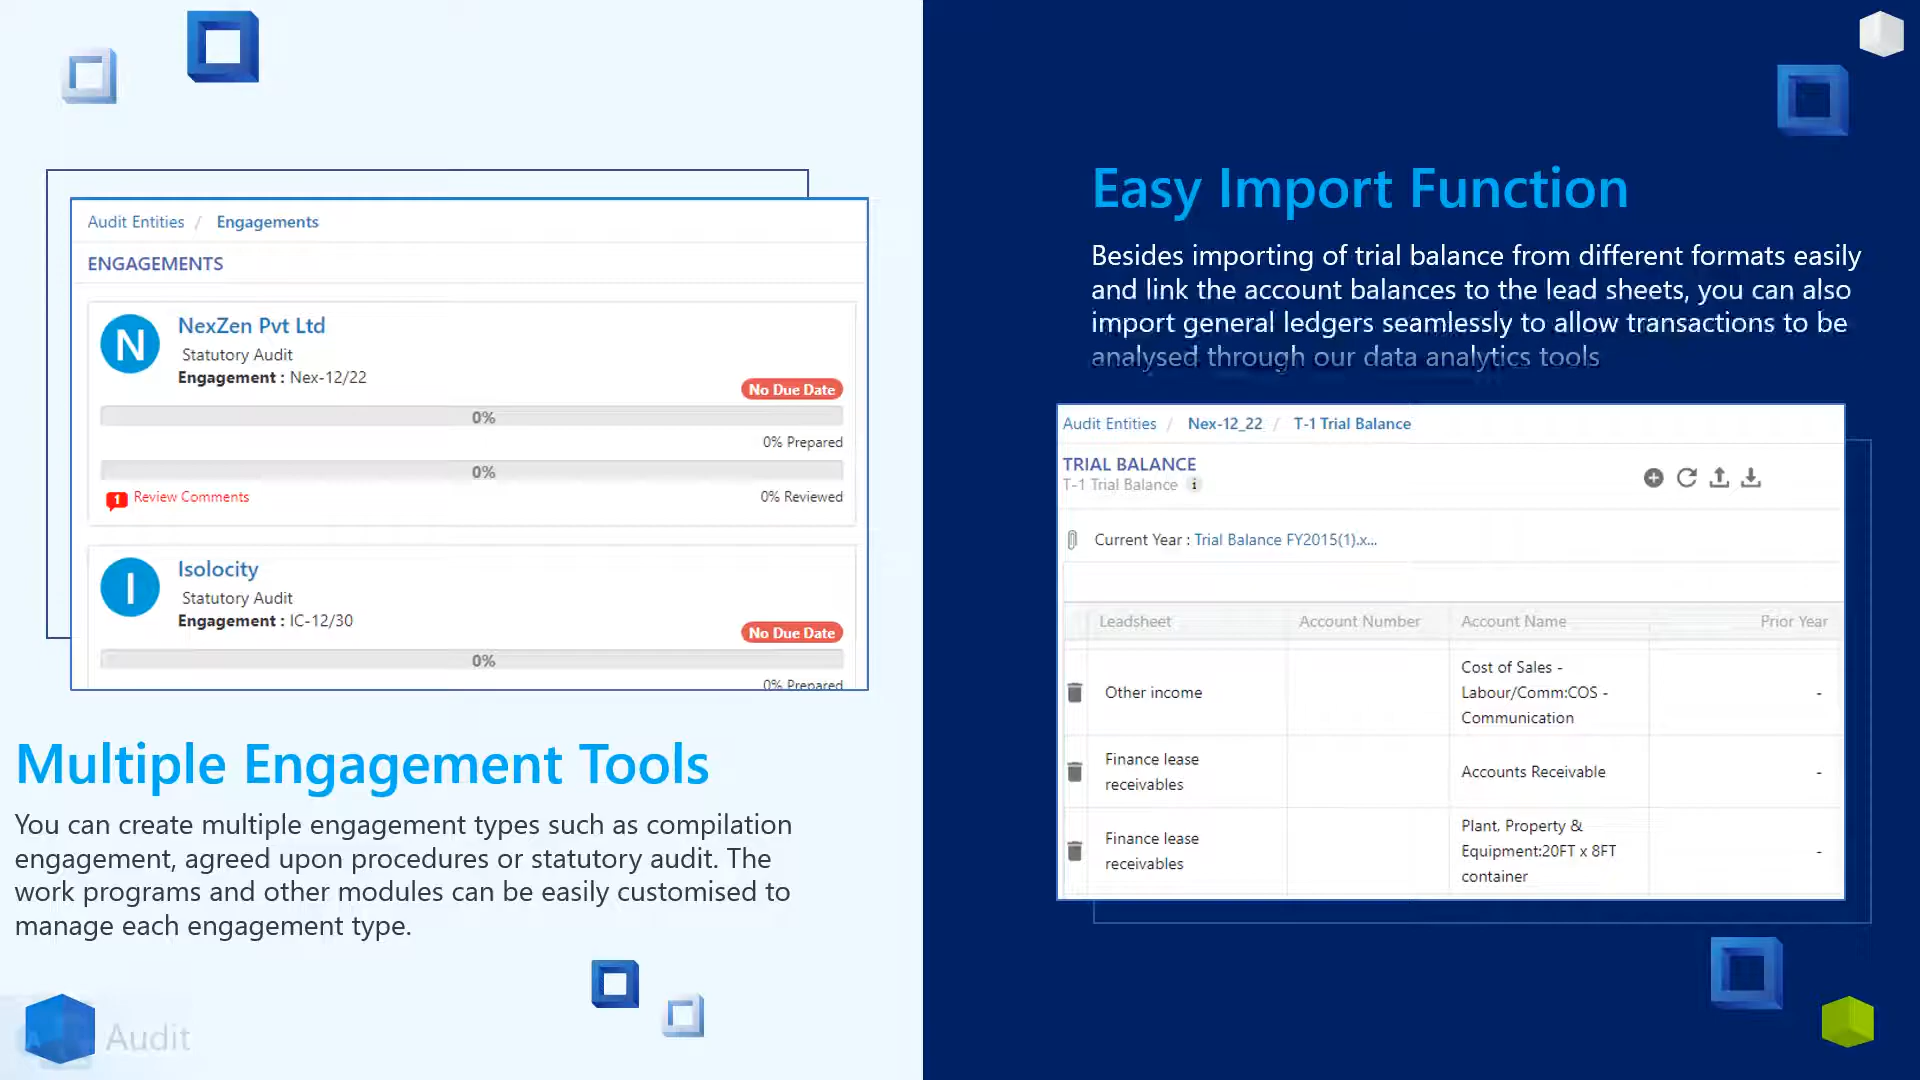 Audit Entities / Engagements
ENGAGEMENTS
N
NexZen Pvt Ltd
Statutory Audit
Engagement : Nex-12/22
No Due Date
0%
0% Prepared
0%
1 Review Comments
0% Reviewed
I
Isolocity
Statutory Audit
Engagement : IC-12/30
No Due Date
0%
0% Prepared
Multiple Engagement Tools
You can create multiple engagement types such as compilation
engagement, agreed upon procedures or statutory audit. The
work programs and other modules can be easily customised to
manage each engagement type.
Audit
Easy Import Function
Besides importing of trial balance from different formats easily
and link the account balances to the lead sheets, you can also
import general ledgers seamlessly to allow transactions to be
analysed through our data analytics tools
Audit Entities / Nex-12_22 / T-1 Trial Balance
TRIAL BALANCE
T-1 Trial Balance i
Current Year : Trial Balance FY2015(1).x...
Leadsheet Account Number Account Name Prior Year
Other income
Cost of Sales -
Labour/Comm:COS -
Communication
-
Finance lease
receivables
Accounts Receivable
-
Finance lease
receivables
Plant, Property &
Equipment:20FT x 8FT
container
-